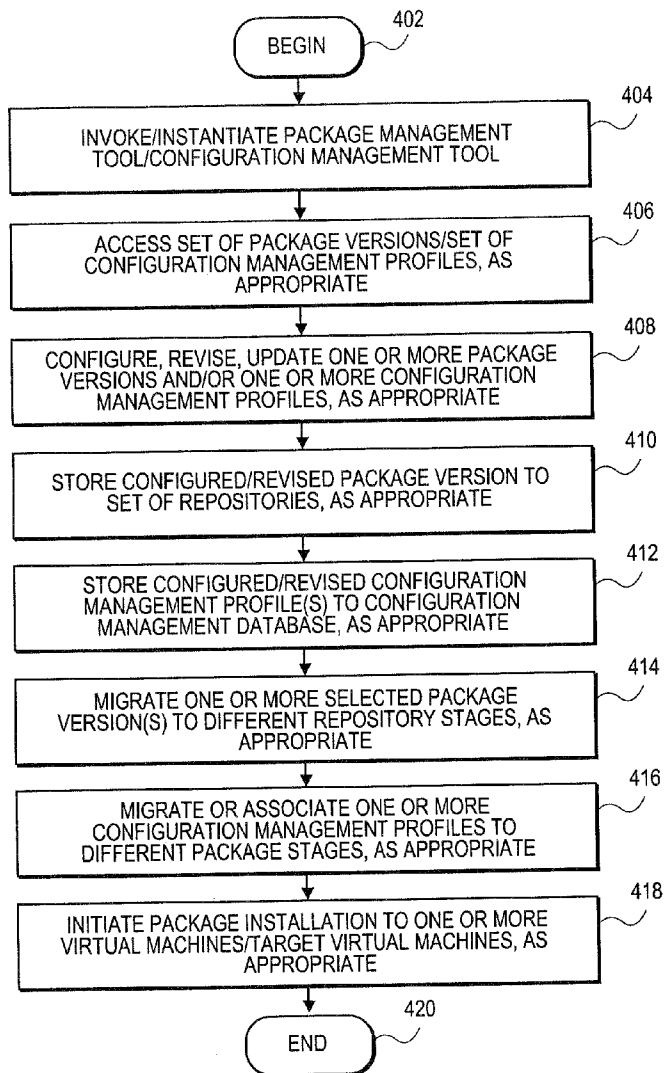 402
BEGIN
404
INVOKE/INSTANTIATE PACKAGE MANAGEMENT
TOOL/CONFIGURATION MANAGEMENT TOOL
406
ACCESS SET OF PACKAGE VERSIONS/SET OF
CONFIGURATION MANAGEMENT PROFILES, AS
APPROPRIATE
408
CONFIGURE, REVISE, UPDATE ONE OR MORE PACKAGE
VERSIONS AND/OR ONE OR MORE CONFIGURATION
MANAGEMENT PROFILES, AS APPROPRIATE
410
STORE CONFIGURED/REVISED PACKAGE VERSION TO
SET OF REPOSITORIES, AS APPROPRIATE
412
STORE CONFIGURED/REVISED CONFIGURATION
MANAGEMENT PROFILE(S) TO CONFIGURATION
MANAGEMENT DATABASE, AS APPROPRIATE
414
MIGRATE ONE OR MORE SELECTED PACKAGE
VERSION(S) TO DIFFERENT REPOSITORY STAGES, AS
APPROPRIATE
416
MIGRATE OR ASSOCIATE ONE OR MORE
CONFIGURATION MANAGEMENT PROFILES TO
DIFFERENT PACKAGE STAGES, AS APPROPRIATE
418
INITIATE PACKAGE INSTALLATION TO ONE OR MORE
VIRTUAL MACHINES/TARGET VIRTUAL MACHINES, AS
APPROPRIATE
420
END